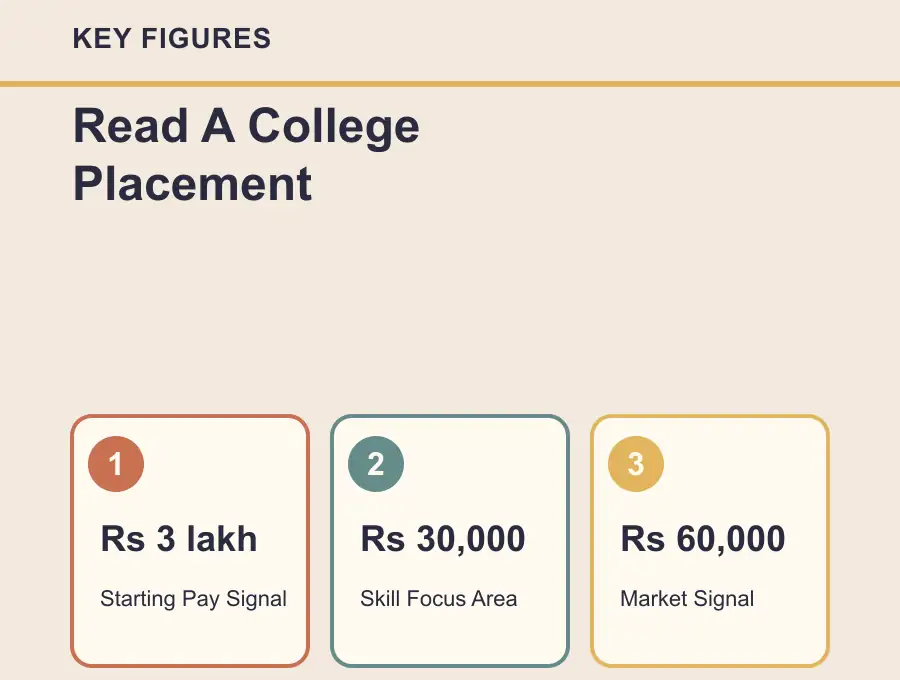 KEY FIGURES
Read A College
Placement
1
Rs 3 lakh
Starting Pay Signal
2
Rs 30,000
Skill Focus Area
3
Rs 60,000
Market Signal